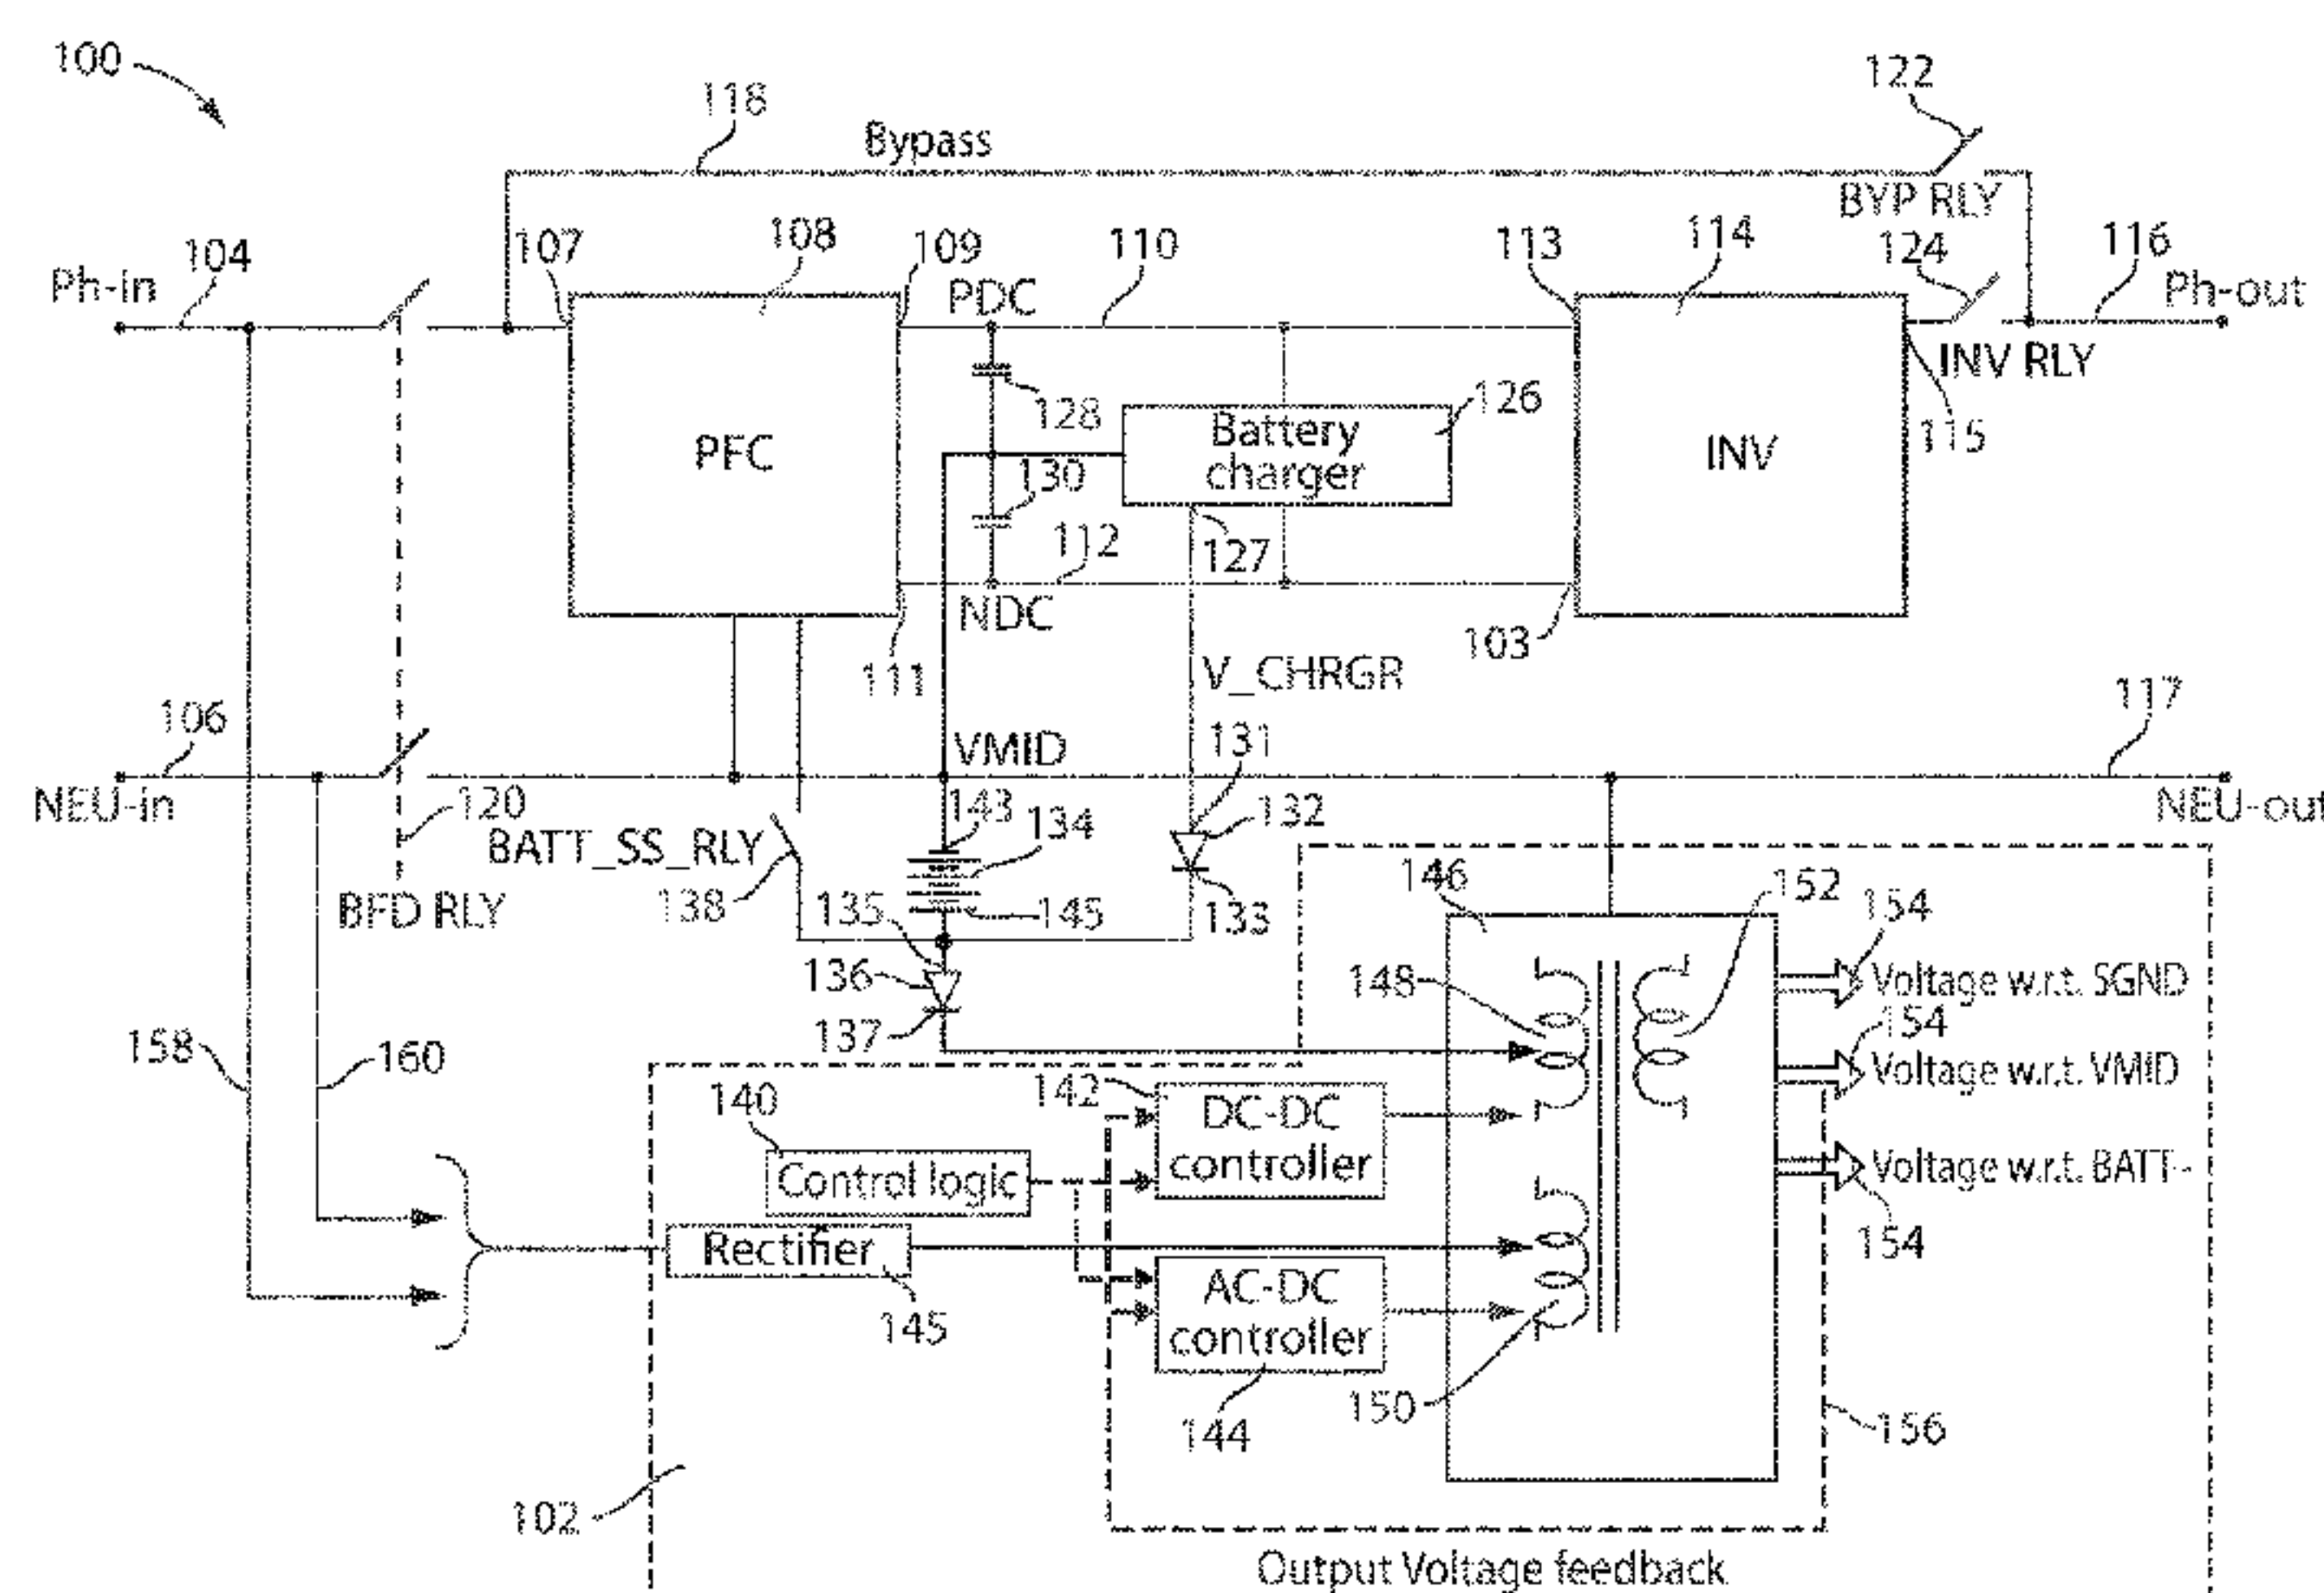 100
118
Bypass
122
BYP RLY
Ph-in
104
107
108
109
PDC
110
113
114
124
116
Ph-out
INV RLY
115
PFC
128
Battery
charger
126
INV
130
127
112
NDC
111
103
V_CHRGR
106
NEU-in
VMID
117
NEU-out
120
BFD RLY
BATT_SS_RLY
138
143
134
145
131
132
133
135
136
137
146
148
152
154
Voltage w.r.t. SGND
154
Voltage w.r.t. VMID
Voltage w.r.t. BATT-
154
158
160
140
Control logic
142
DC-DC
controller
Rectifier
145
AC-DC
controller
144
150
156
102
Output Voltage feedback